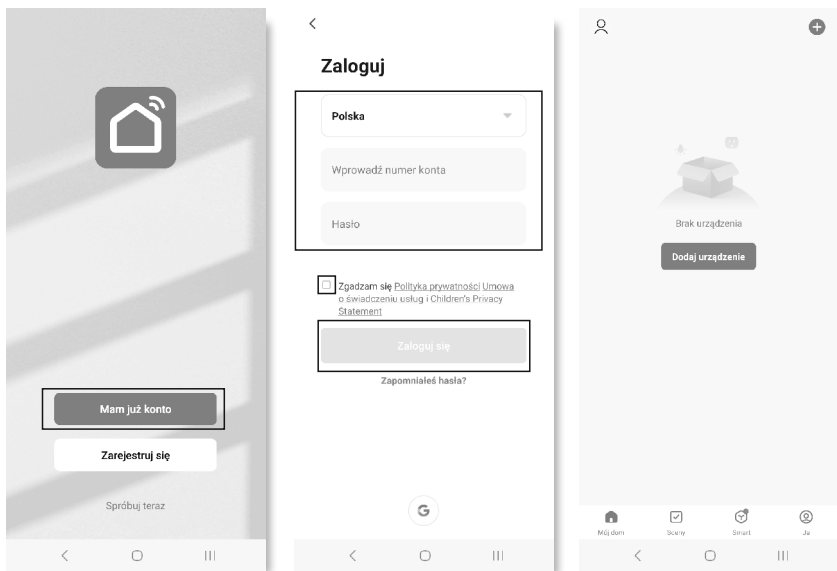 Mam już konto
Zarejestruj się
Spróbuj teraz
Zaloguj
Polska
Wprowadź numer konta
Hasło
Zgadzam się Polityka prywatności Umowa
o świadczeniu usług i Children's Privacy
Statement
Zaloguj się
Zapomniałeś hasła?
G
Brak urządzenia
Dodaj urządzenie
Mój dom
Sceny
Smart
Ja